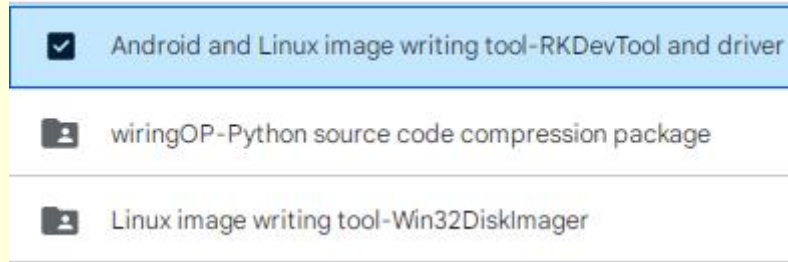 Android and Linux image writing tool-RKDevTool and driver
wiringOP-Python source code compression package
Linux image writing tool-Win32DiskImager